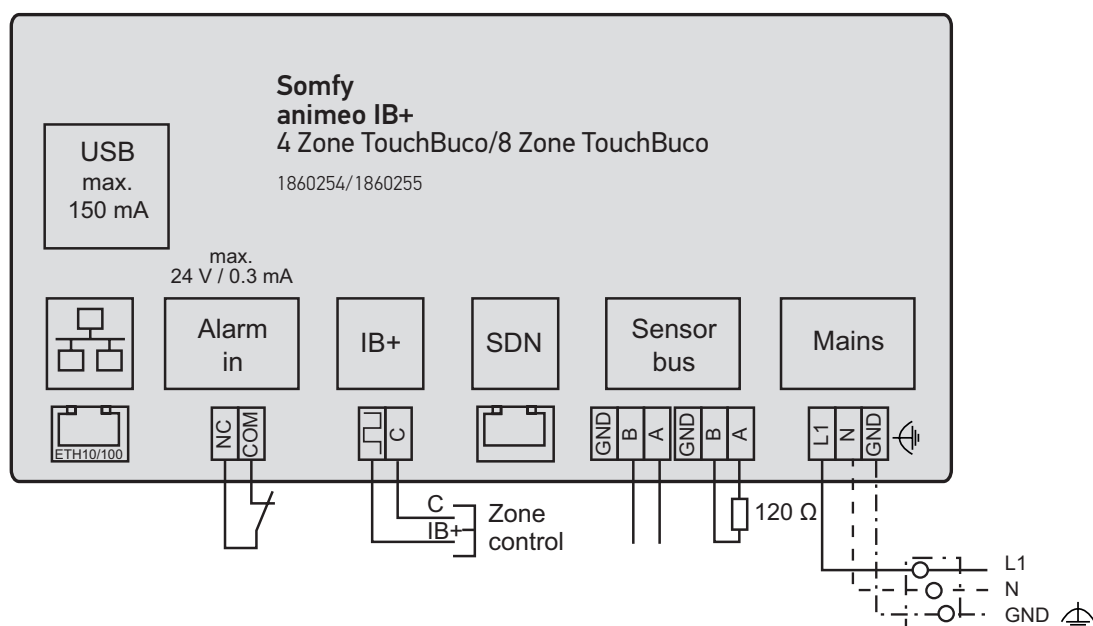 Somfy
animeo IB+
4 Zone TouchBuco/8 Zone TouchBuco
1860254/1860255
USB
max.
150 mA
max.
24 V / 0.3 mA
Alarm
in
IB+
SDN
Sensor
bus
Mains
ETH10/100
NC
COM
C
GND
B
A
GND
B
A
L1
N
GND
C
IB+
Zone
control
120 Ω
L1
N
GND